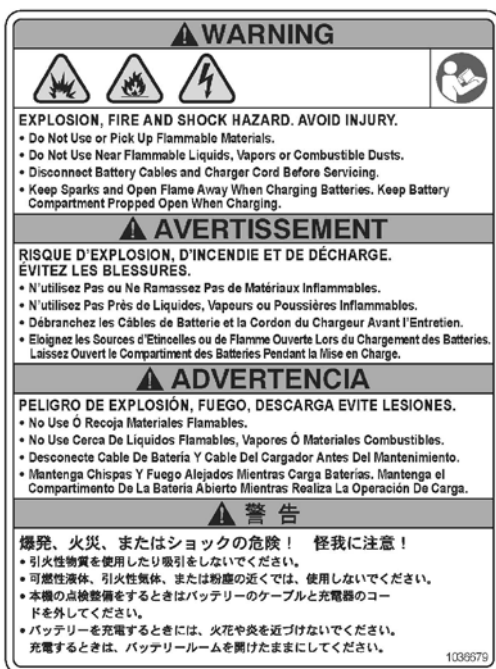 WARNING
EXPLOSION, FIRE AND SHOCK HAZARD. AVOID INJURY.
• Do Not Use or Pick Up Flammable Materials.
• Do Not Use Near Flammable Liquids, Vapors or Combustible Dusts.
• Disconnect Battery Cables and Charger Cord Before Servicing.
• Keep Sparks and Open Flame Away When Charging Batteries. Keep Battery
Compartment Propped Open When Charging.
AVERTISSEMENT
RISQUE D'EXPLOSION, D'INCENDIE ET DE DÉCHARGE.
ÉVITEZ LES BLESSURES.
• N'utilisez Pas ou Ne Ramassez Pas de Matériaux Inflammables.
• N'utilisez Pas Près de Liquides, Vapeurs ou Poussières Inflammables.
• Débranchez les Câbles de Batterie et la Cordon du Chargeur Avant l'Entretien.
• Eloignez les Sources d'Etincelles ou de Flamme Ouverte Lors du Chargement des Batteries.
Laissez Ouvert le Compartiment des Batteries Pendant la Mise en Charge.
ADVERTENCIA
PELIGRO DE EXPLOSIÓN, FUEGO, DESCARGA EVITE LESIONES.
• No Use Ó Recoja Materiales Flamables.
• No Use Cerca De Líquidos Flamables, Vapores Ó Materiales Combustibles.
• Desconecte Cable De Batería Y Cable Del Cargador Antes Del Mantenimiento.
• Mantenga Chispas Y Fuego Alejados Mientras Carga Baterías. Mantenga el
Compartimento De La Bateria Abierto Mientras Realiza La Operación De Carga.
警 告
爆発、火災、またはショックの危険！ 怪我に注意！
• 引火性物質を使用したり吸引をしないでください。
• 可燃性液体、引火性気体、または粉塵の近くでは、使用しないでください。
• 本機の点検整備をするときはバッテリーのケーブルと充電器のコー
ドを外してください。
• バッテリーを充電するときには、火花や炎を近づけないでください。
充電するときは、バッテリールームを開けたままにしてください。
1036679